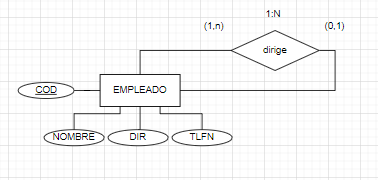 1:N
(1,n)
(0,1)
dirige
COD
EMPLEADO
NOMBRE
DIR
TLFN